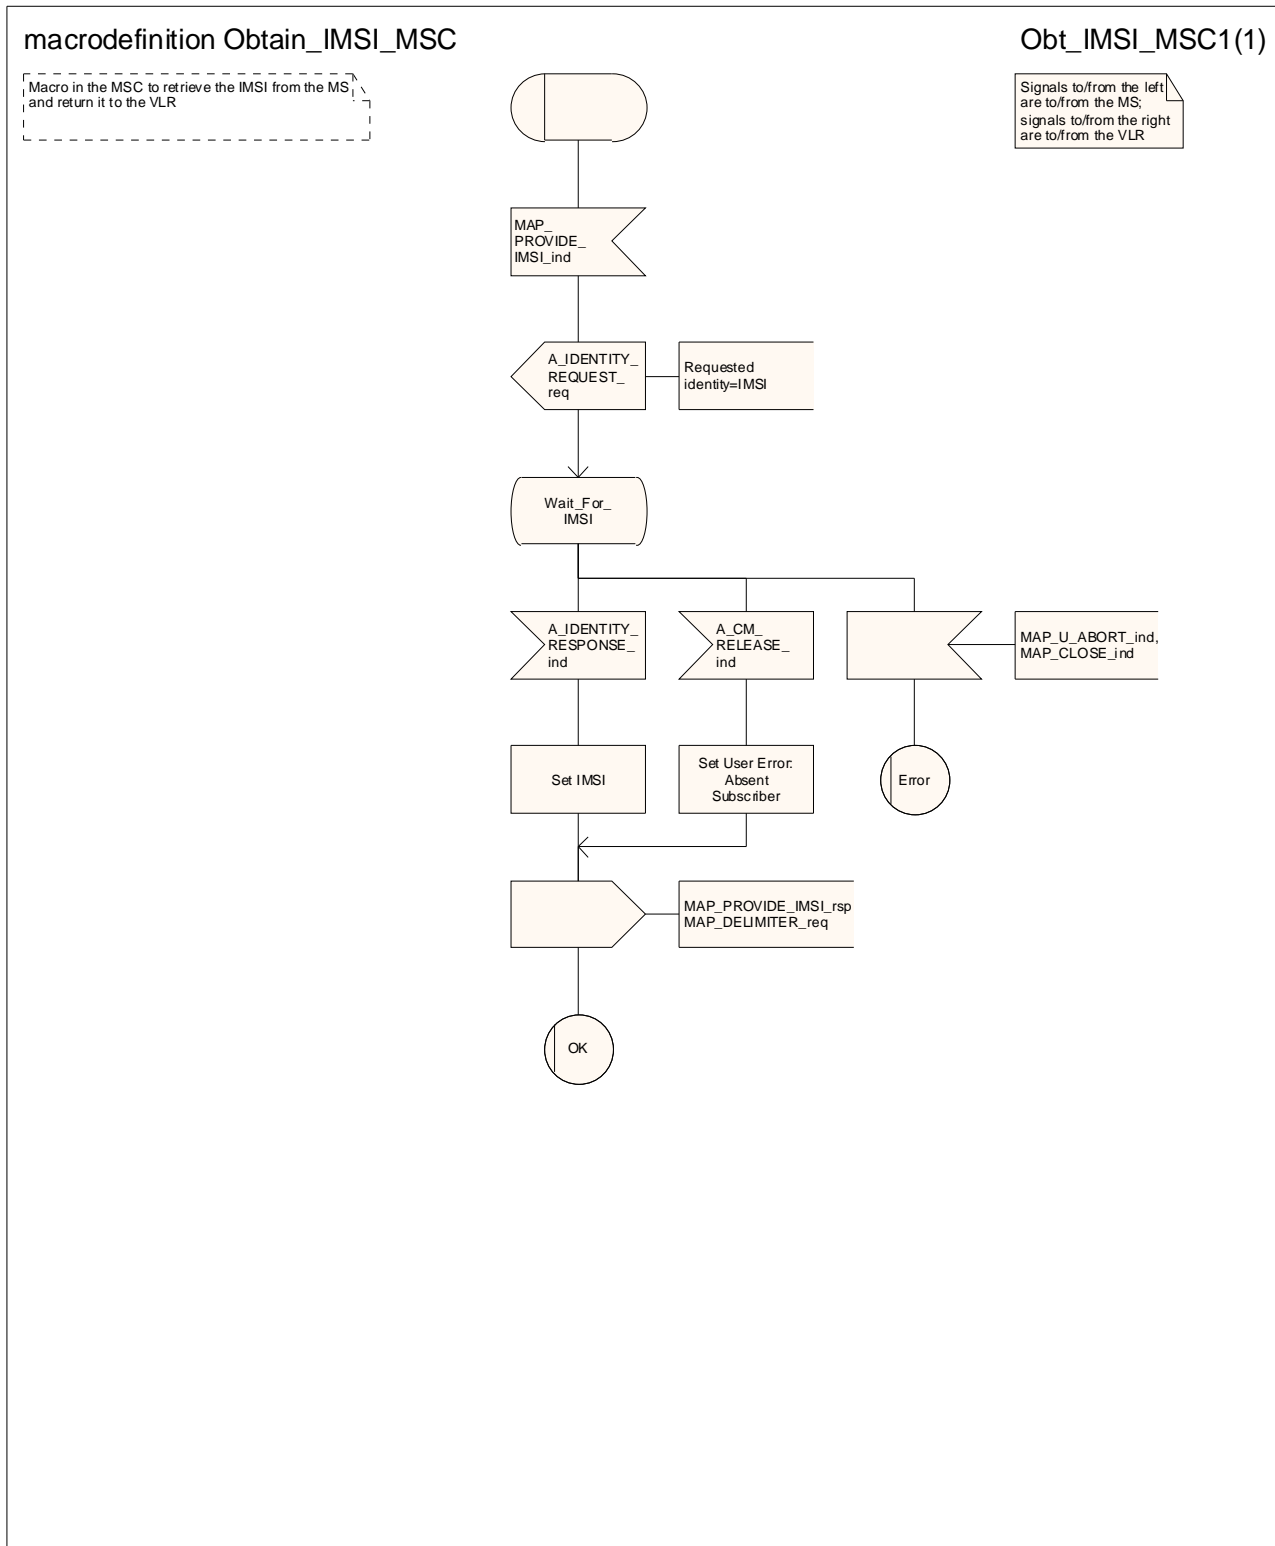 macrodefinition Obtain_IMSI_MSC
Obt_IMSI_MSC1(1)
Macro in the MSC to retrieve the IMSI from the MS
and return it to the VLR
Signals to/from the left
are to/from the MS;
signals to/from the right
are to/from the VLR
MAP_
PROVIDE_
IMSI_ind
A_IDENTITY_
REQUEST_
req
Requested
identity=IMSI
Wait_For_
IMSI
A_IDENTITY_
RESPONSE_
ind
A_CM_
RELEASE_
ind
MAP_U_ABORT_ind,
MAP_CLOSE_ind
Set IMSI
Set User Error:
Absent
Subscriber
Error
MAP_PROVIDE_IMSI_rsp
MAP_DELIMITER_req
OK